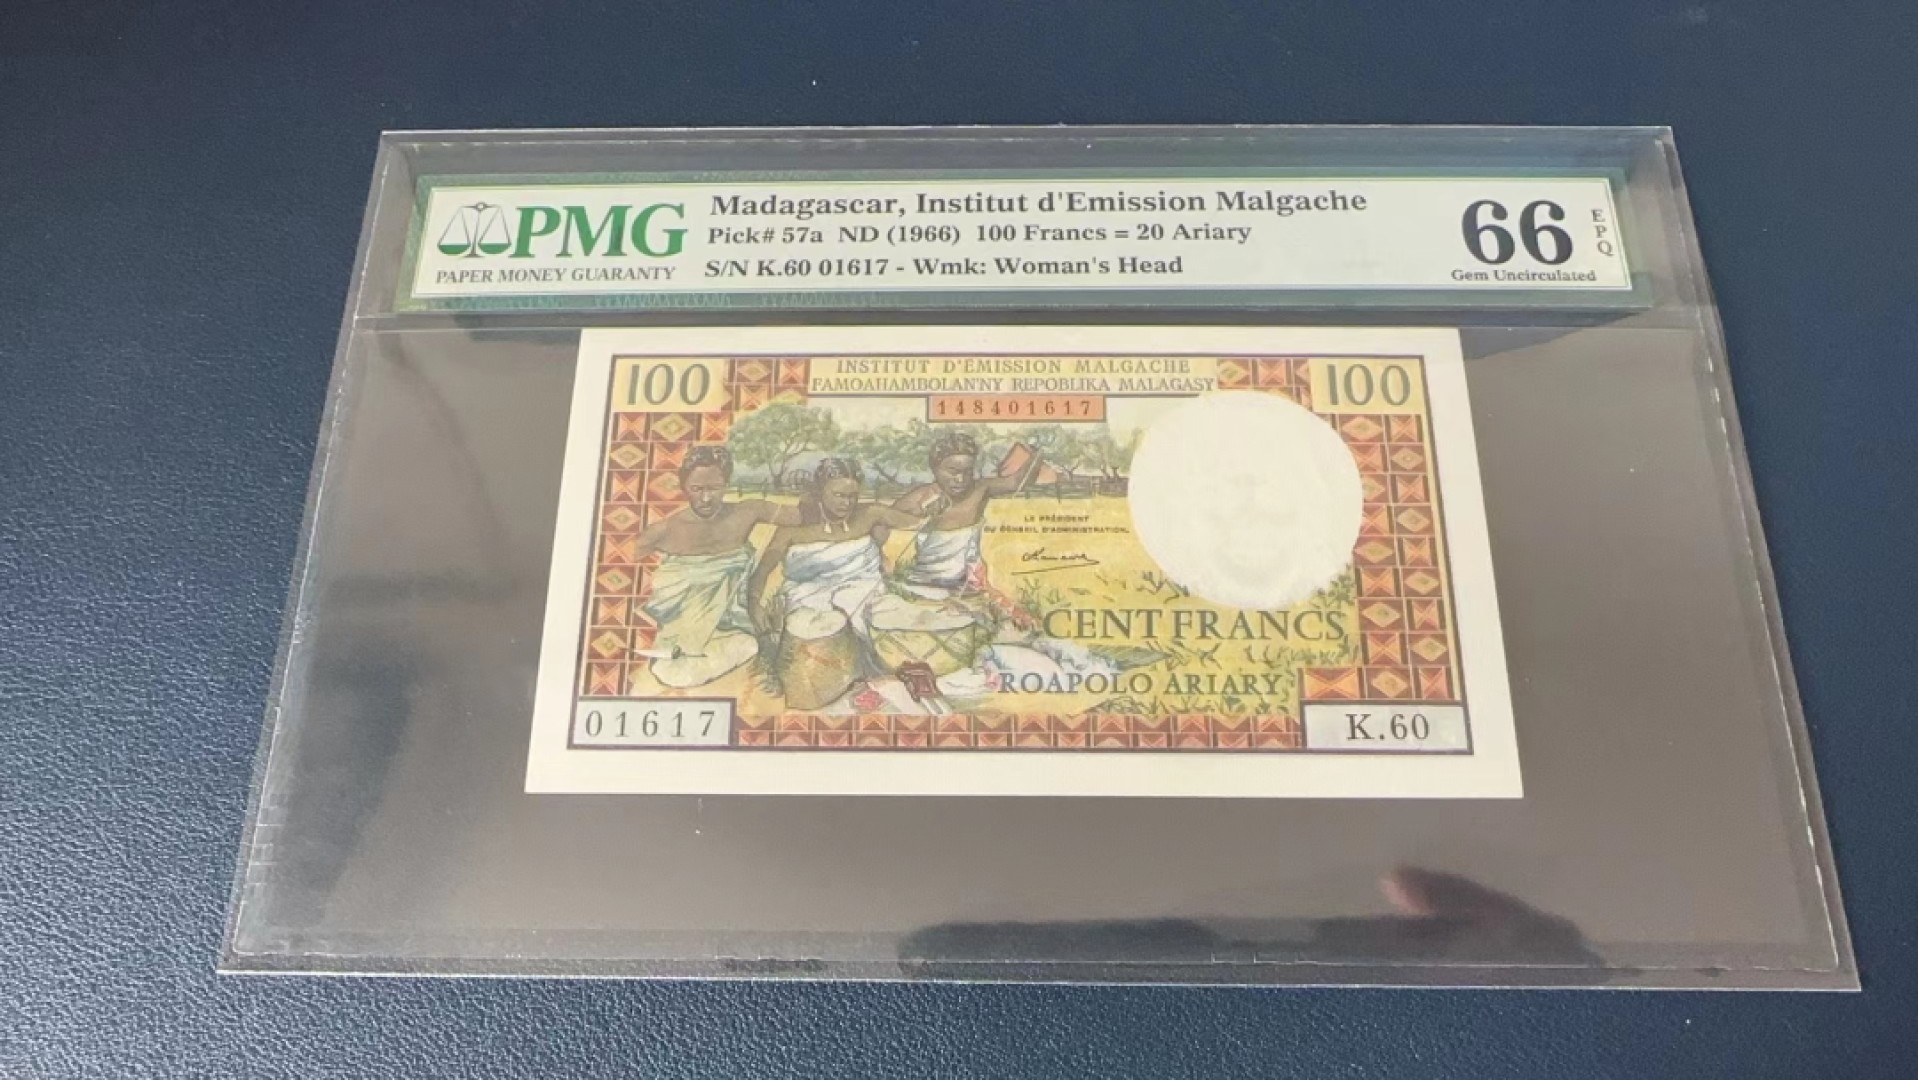 PMG
PAPER MONEY GUARANTY
Madagascar, Institut d'Emission Malgache
Pick# 57a ND (1966) 100 Francs = 20 Ariary
S/N K.60 01617 - Wmk: Woman's Head
66
EPQ
Gem Uncirculated
100
INSTITUT D'ÉMISSION MALGACHE
100
FAMOAHAMBOLAN'NY REPOBLIKA MALAGASY
148401617
LE PRÉSIDENT
DU CONSEIL D'ADMINISTRATION,
CENT FRANCS
ROAPOLO ARIARY
01617
K.60